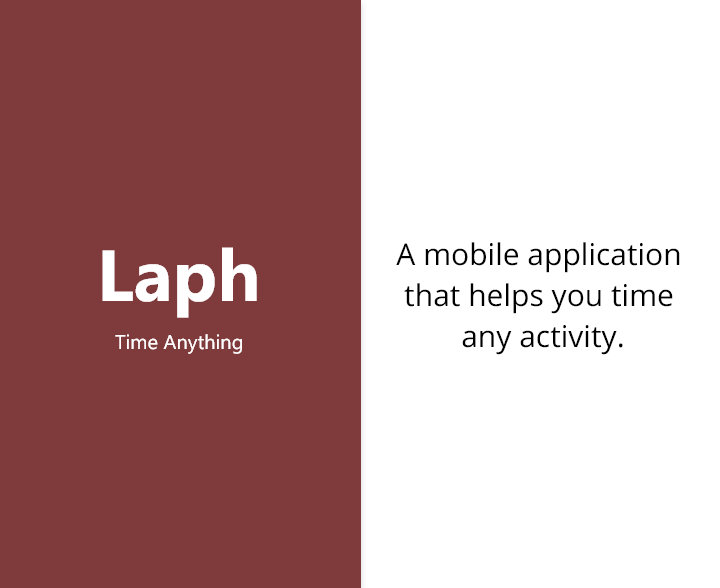 Laph
Time Anything
A mobile application
that helps you time
any activity.